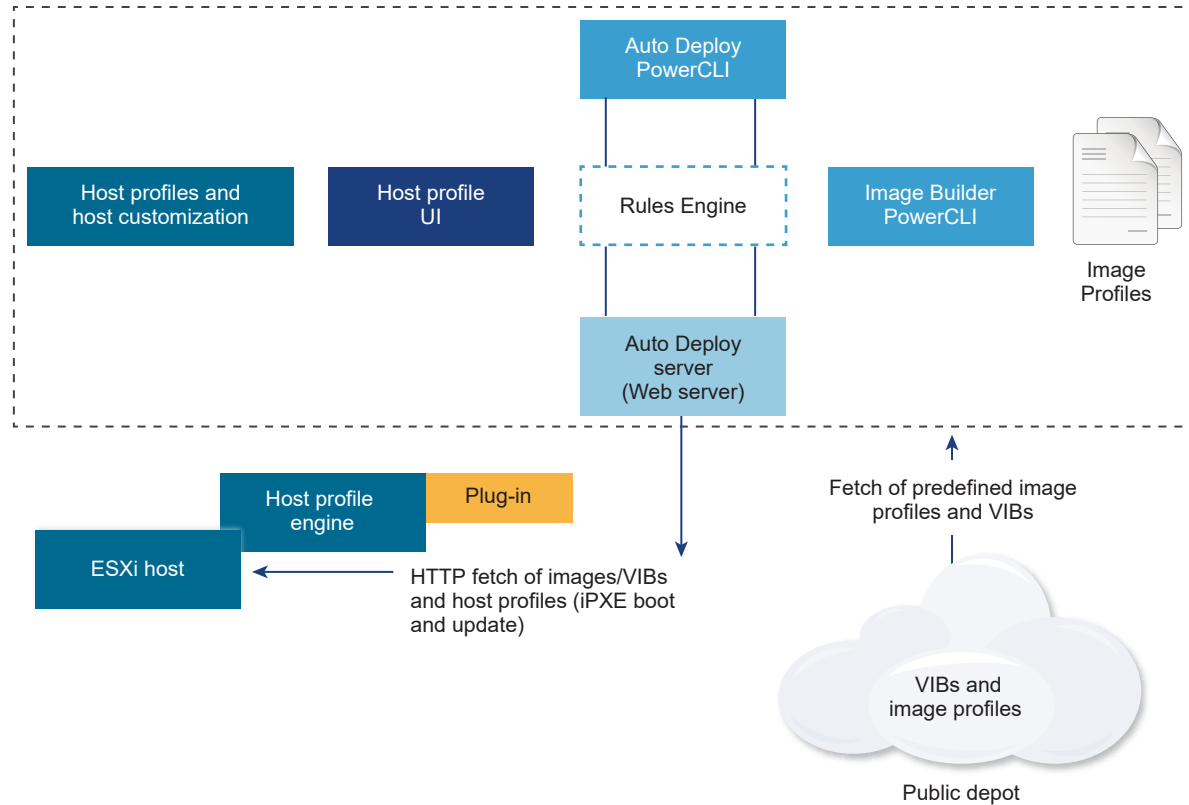 Auto Deploy
PowerCLI
Host profiles and
host customization
Host profile
UI
Rules Engine
Image Builder
PowerCLI
Image
Profiles
Auto Deploy
server
(Web server)
Host profile
engine
Plug-in
ESXi host
HTTP fetch of images/VIBs
and host profiles (iPXE boot
and update)
Fetch of predefined image
profiles and VIBs
VIBs and
image profiles
Public depot